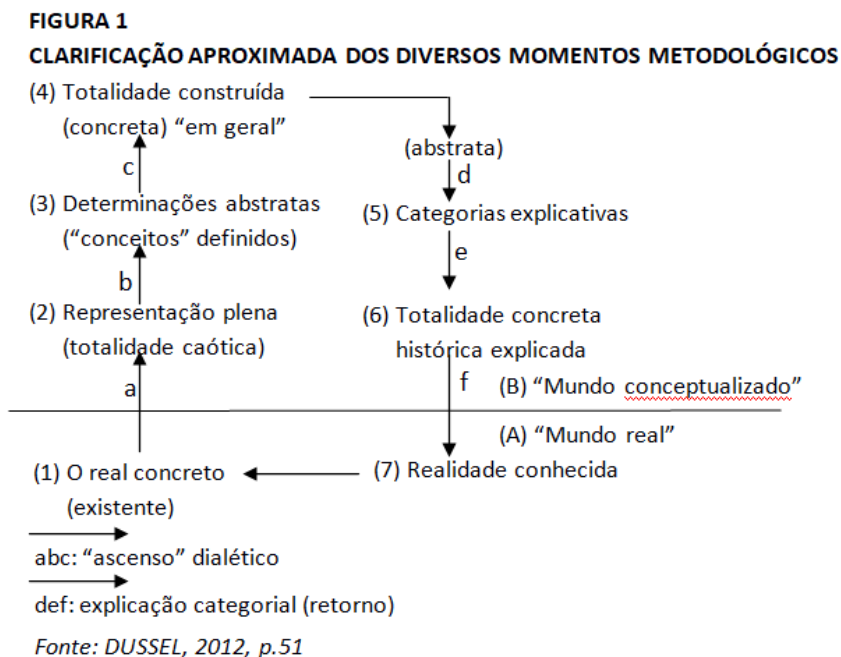 FIGURA 1
CLARIFICAÇÃO APROXIMADA DOS DIVERSOS MOMENTOS METODOLÓGICOS
(4) Totalidade construída
(concreta) “em geral”
(abstrata)
c
d
(3) Determinações abstratas
(“conceitos” definidos)
(5) Categorias explicativas
b
e
(2) Representação plena
(totalidade caótica)
(6) Totalidade concreta
histórica explicada
a
f
(B) “Mundo conceptualizado”
(A) “Mundo real”
(1) O real concreto
(existente)
(7) Realidade conhecida
abc: “ascenso” dialético
def: explicação categorial (retorno)
Fonte: DUSSEL, 2012, p.51